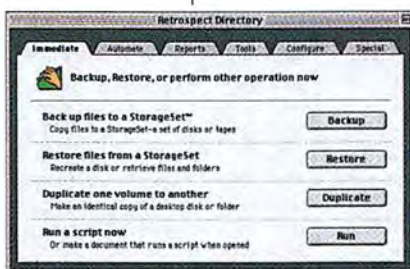 Retrospect Directory
Immediate Automate Reports Tools Configure Special
Backup, Restore, or perform other operation now
Back up files to a StorageSet™
Copy files to a StorageSet-a set of disks or tapes
Backup
Restore files from a StorageSet
Recreate a disk or retrieve files and folders
Restore
Duplicate one volume to another
Make an identical copy of a desktop disk or folder
Duplicate
Run a script now
Or make a document that runs a script when opened
Run